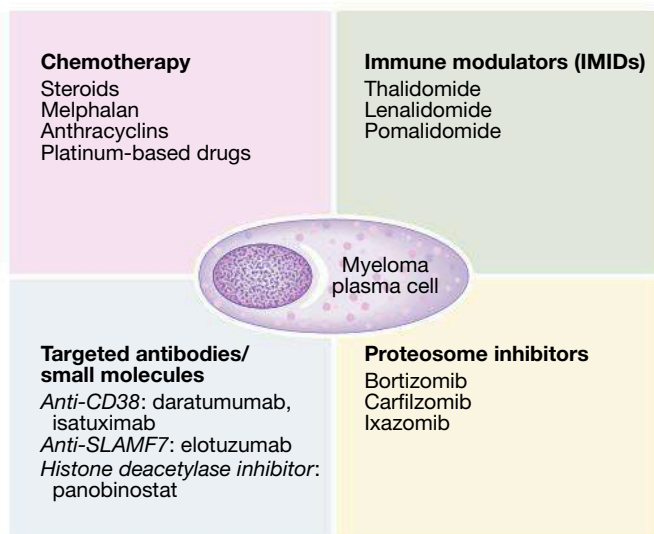 Chemotherapy
Steroids
Melphalan
Anthracyclins
Platinum-based drugs
Immune modulators (IMIDs)
Thalidomide
Lenalidomide
Pomalidomide
Myeloma
plasma cell
Targeted antibodies/
small molecules
Anti-CD38: daratumumab,
isatuximab
Anti-SLAMF7: elotuzumab
Histone deacetylase inhibitor:
panobinostat
Proteosome inhibitors
Bortizomib
Carfilzomib
Ixazomib